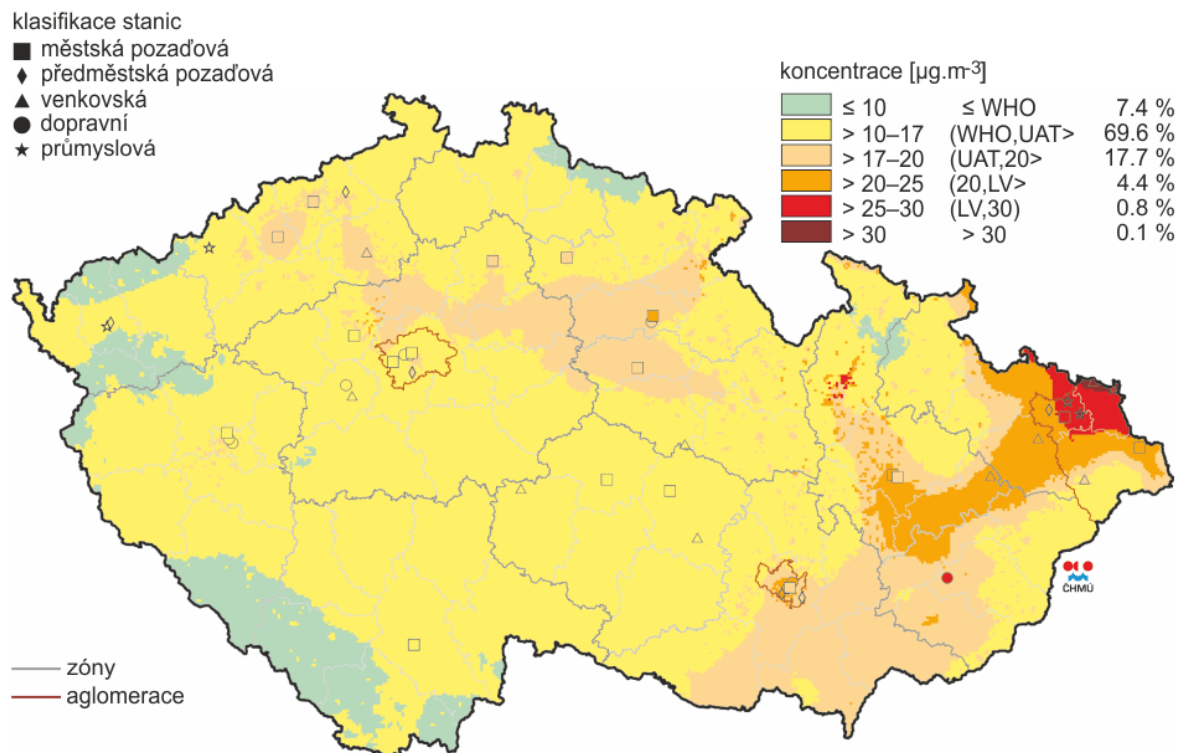 klasifikace stanic
městská pozaďová
předměstská pozaďová
venkovská
dopravní
průmyslová
koncentrace [µg.m-3]
≤ 10 ≤ WHO 7.4 %
> 10–17 (WHO,UAT> 69.6 %
> 17–20 (UAT,20> 17.7 %
> 20–25 (20,LV> 4.4 %
> 25–30 (LV,30) 0.8 %
> 30 > 30 0.1 %
ČHMÚ
zóny
aglomerace